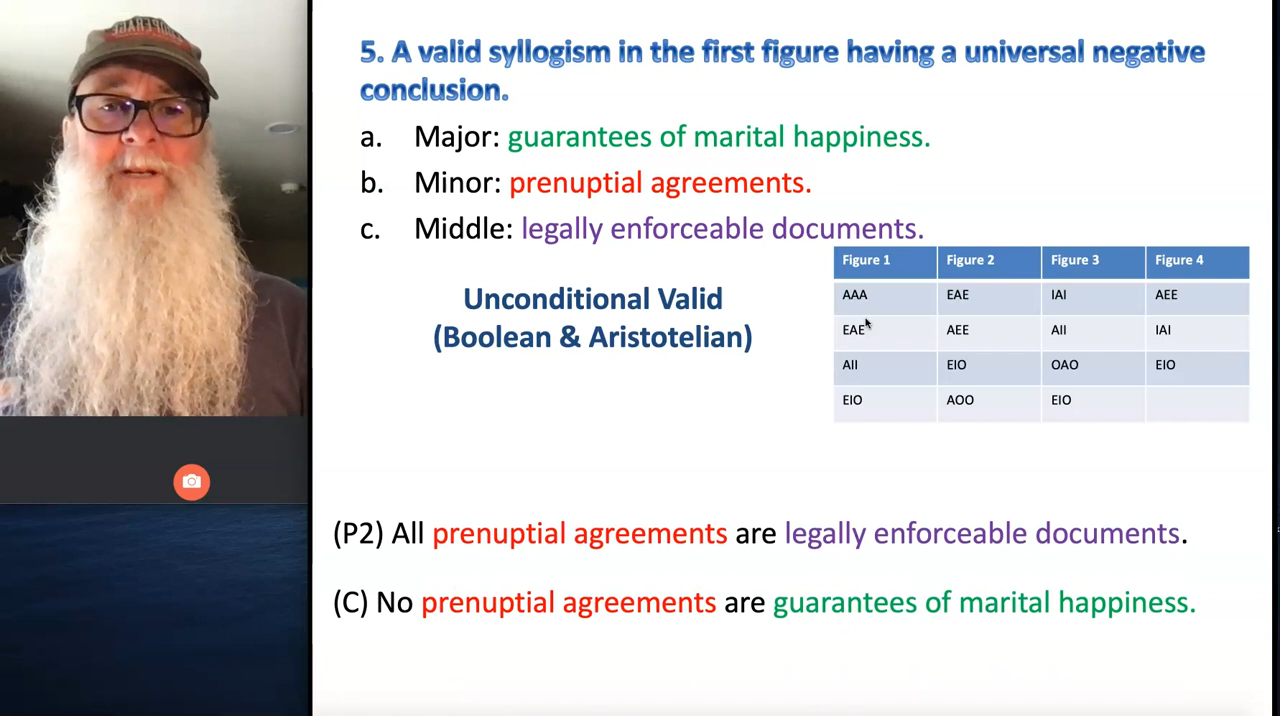 5. A valid syllogism in the first figure having a universal negative
conclusion.
a. Major: guarantees of marital happiness.
b. Minor: prenuptial agreements.
c. Middle: legally enforceable documents.
Unconditional Valid
(Boolean & Aristotelian)
Figure 1 Figure 2 Figure 3 Figure 4
AAA EAE IAI AEE
EAE AEE AII IAI
AII EIO OAO EIO
EIO AOO EIO
(P2) All prenuptial agreements are legally enforceable documents.
(C) No prenuptial agreements are guarantees of marital happiness.